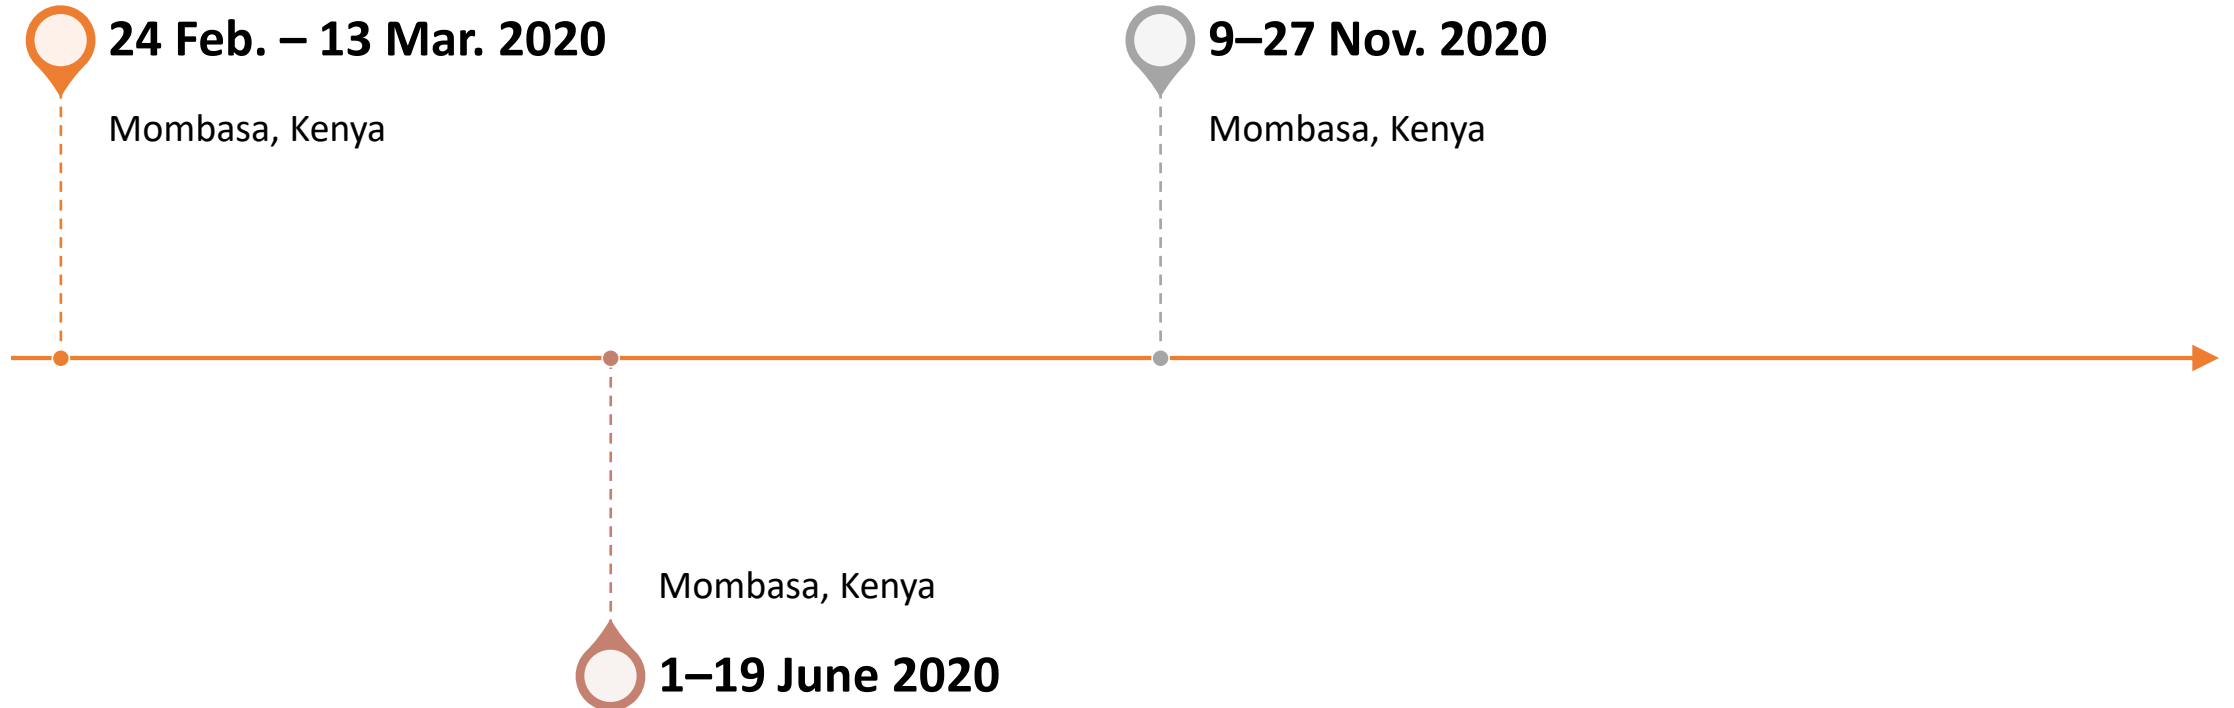 24 Feb. – 13 Mar. 2020
Mombasa, Kenya
9–27 Nov. 2020
Mombasa, Kenya
Mombasa, Kenya
1–19 June 2020